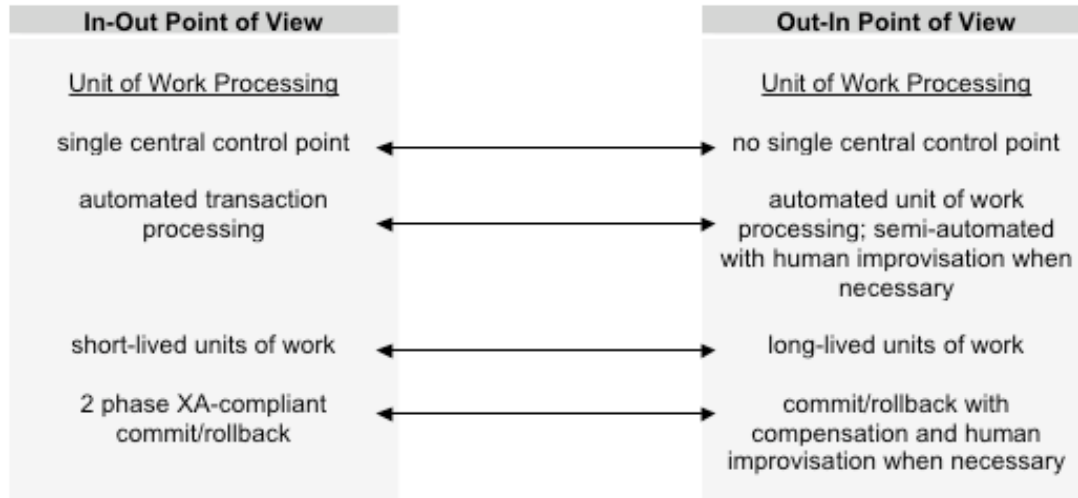 In-Out Point of View
Out-In Point of View
Unit of Work Processing
Unit of Work Processing
single central control point
no single central control point
automated transaction
processing
automated unit of work
processing; semi-automated
with human improvisation when
necessary
short-lived units of work
long-lived units of work
2 phase XA-compliant
commit/rollback
commit/rollback with
compensation and human
improvisation when necessary